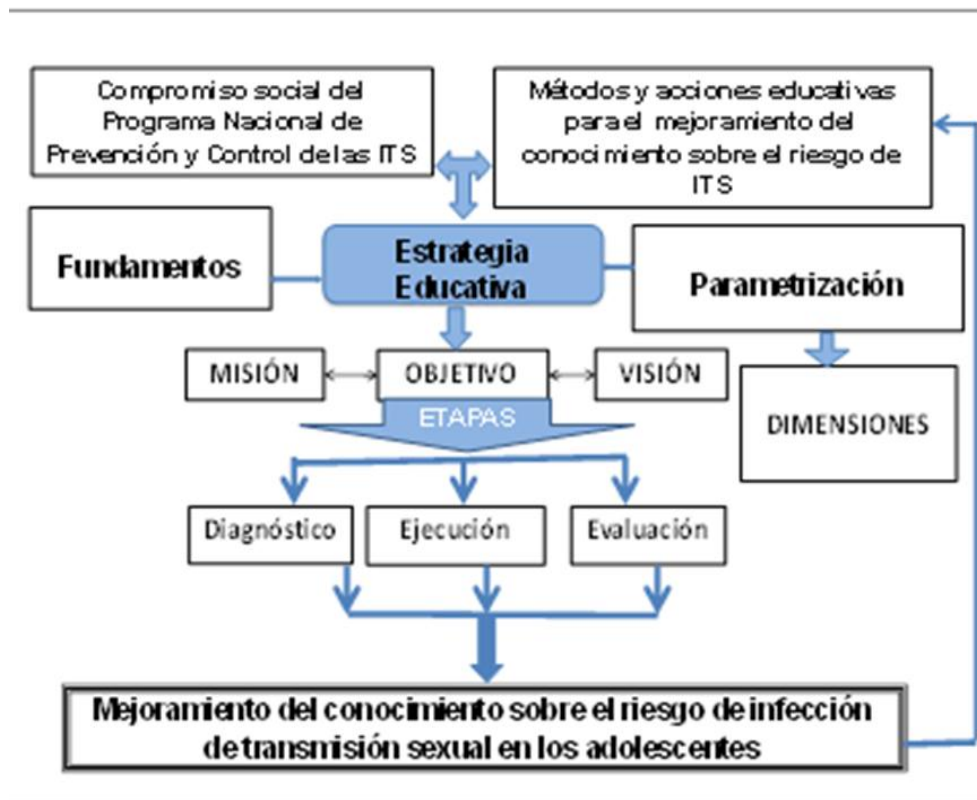 Compromiso social del
Programa Nacional de
Prevención y Control de las ITS
Métodos y acciones educativas
para el mejoramiento del
conocimiento sobre el riesgo de
ITS
Fundamentos
Estrategia
Educativa
Parametrización
MISIÓN
OBJETIVO
VISIÓN
DIMENSIONES
ETAPAS
Diagnóstico
Ejecución
Evaluación
Mejoramiento del conocimiento sobre el riesgo de infección
de transmisión sexual en los adolescentes